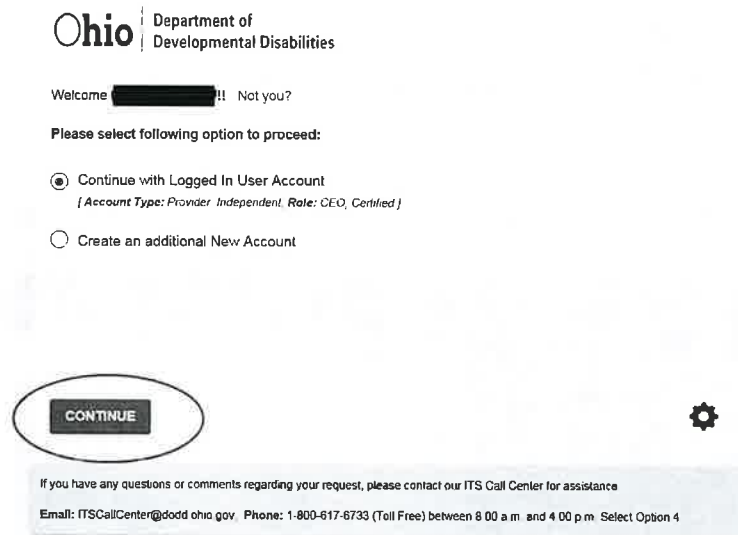 Ohio Department of
Developmental Disabilities
Welcome !! Not you?
Please select following option to proceed:
Continue with Logged In User Account
[ Account Type: Provider Independent, Role: CEO, Certified ]
Create an additional New Account
CONTINUE
If you have any questions or comments regarding your request, please contact our ITS Call Center for assistance
Email: ITSCallCenter@dodd ohio gov, Phone: 1-800-617-6733 (Toll Free) between 8 00 a m and 4 00 p m Select Option 4